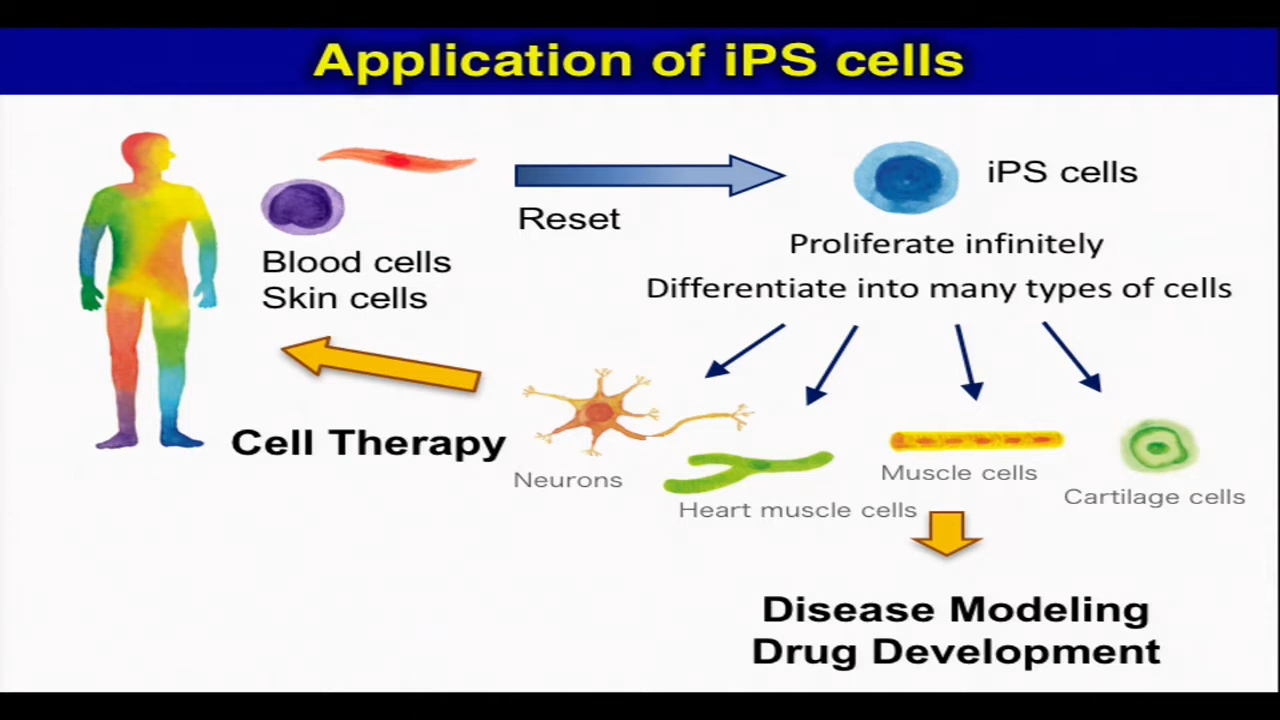 Application of iPS cells
Reset
iPS cells
Blood cells
Skin cells
Proliferate infinitely
Differentiate into many types of cells
Cell Therapy
Neurons
Heart muscle cells
Muscle cells
Cartilage cells
Disease Modeling
Drug Development